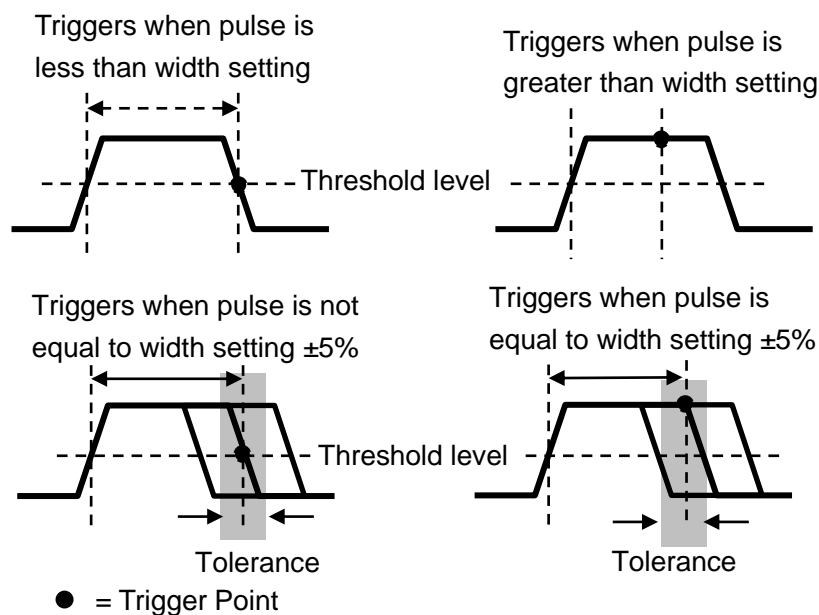 Triggers when pulse is
less than width setting
Triggers when pulse is
greater than width setting
Threshold level
Triggers when pulse is not
equal to width setting ±5%
Triggers when pulse is
equal to width setting ±5%
Threshold level
Tolerance
Tolerance
= Trigger Point